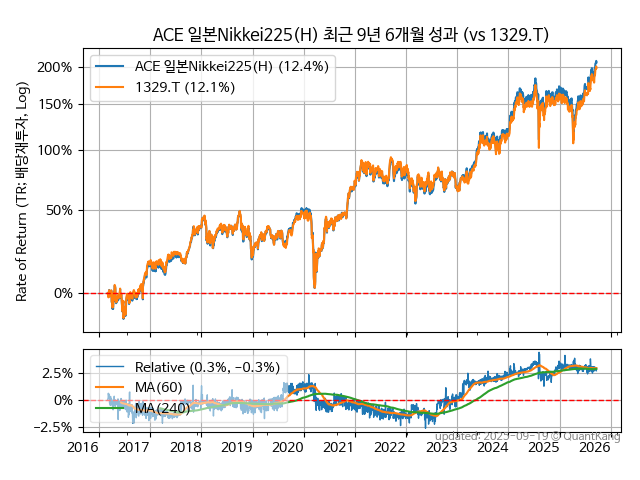 ACE 일본Nikkei225(H) 최근 9년 6개월 성과 (vs 1329.T)
Rate of Return (TR: 배당재투자, Log)
200%
150%
100%
50%
0%
ACE 일본Nikkei225(H) (12.4%)
1329.T (12.1%)
2.5%
0%
−2.5%
Relative (0.3%, −0.3%)
MA(60)
MA(240)
2016 2017 2018 2019 2020 2021 2022 2023 2024 2025 2026
updated: 2025-09-19 © QuantKang